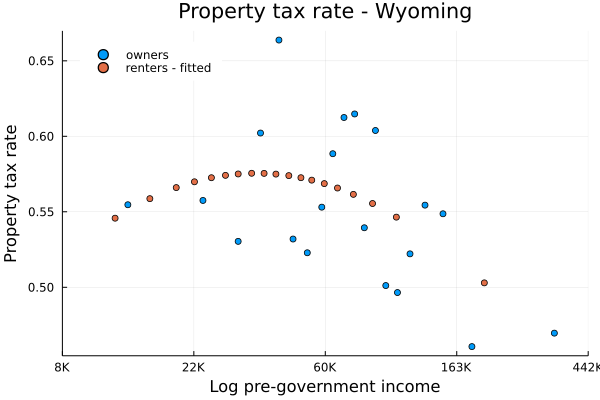 Property tax rate - Wyoming
owners
renters - fitted
Property tax rate
0.65
0.60
0.55
0.50
8K 22K 60K 163K 442K
Log pre-government income